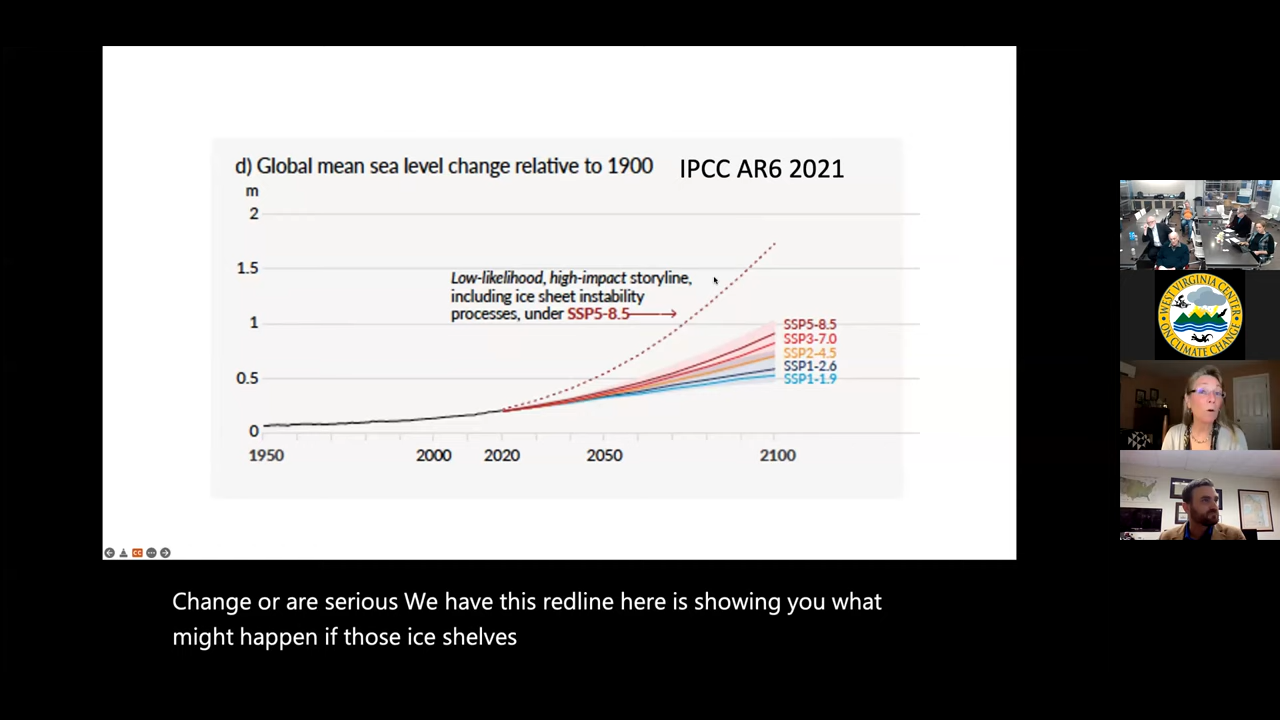 d) Global mean sea level change relative to 1900
IPCC AR6 2021
m
2
1.5
1
0.5
0
Low-likelihood, high-impact storyline,
including ice sheet instability
processes, under SSP5-8.5
SSP5-8.5
SSP3-7.0
SSP2-4.5
SSP1-2.6
SSP1-1.9
1950
2000
2020
2050
2100
CC
WEST VIRGINIA CENTER
ON CLIMATE CHANGE
Change or are serious We have this redline here is showing you what
might happen if those ice shelves